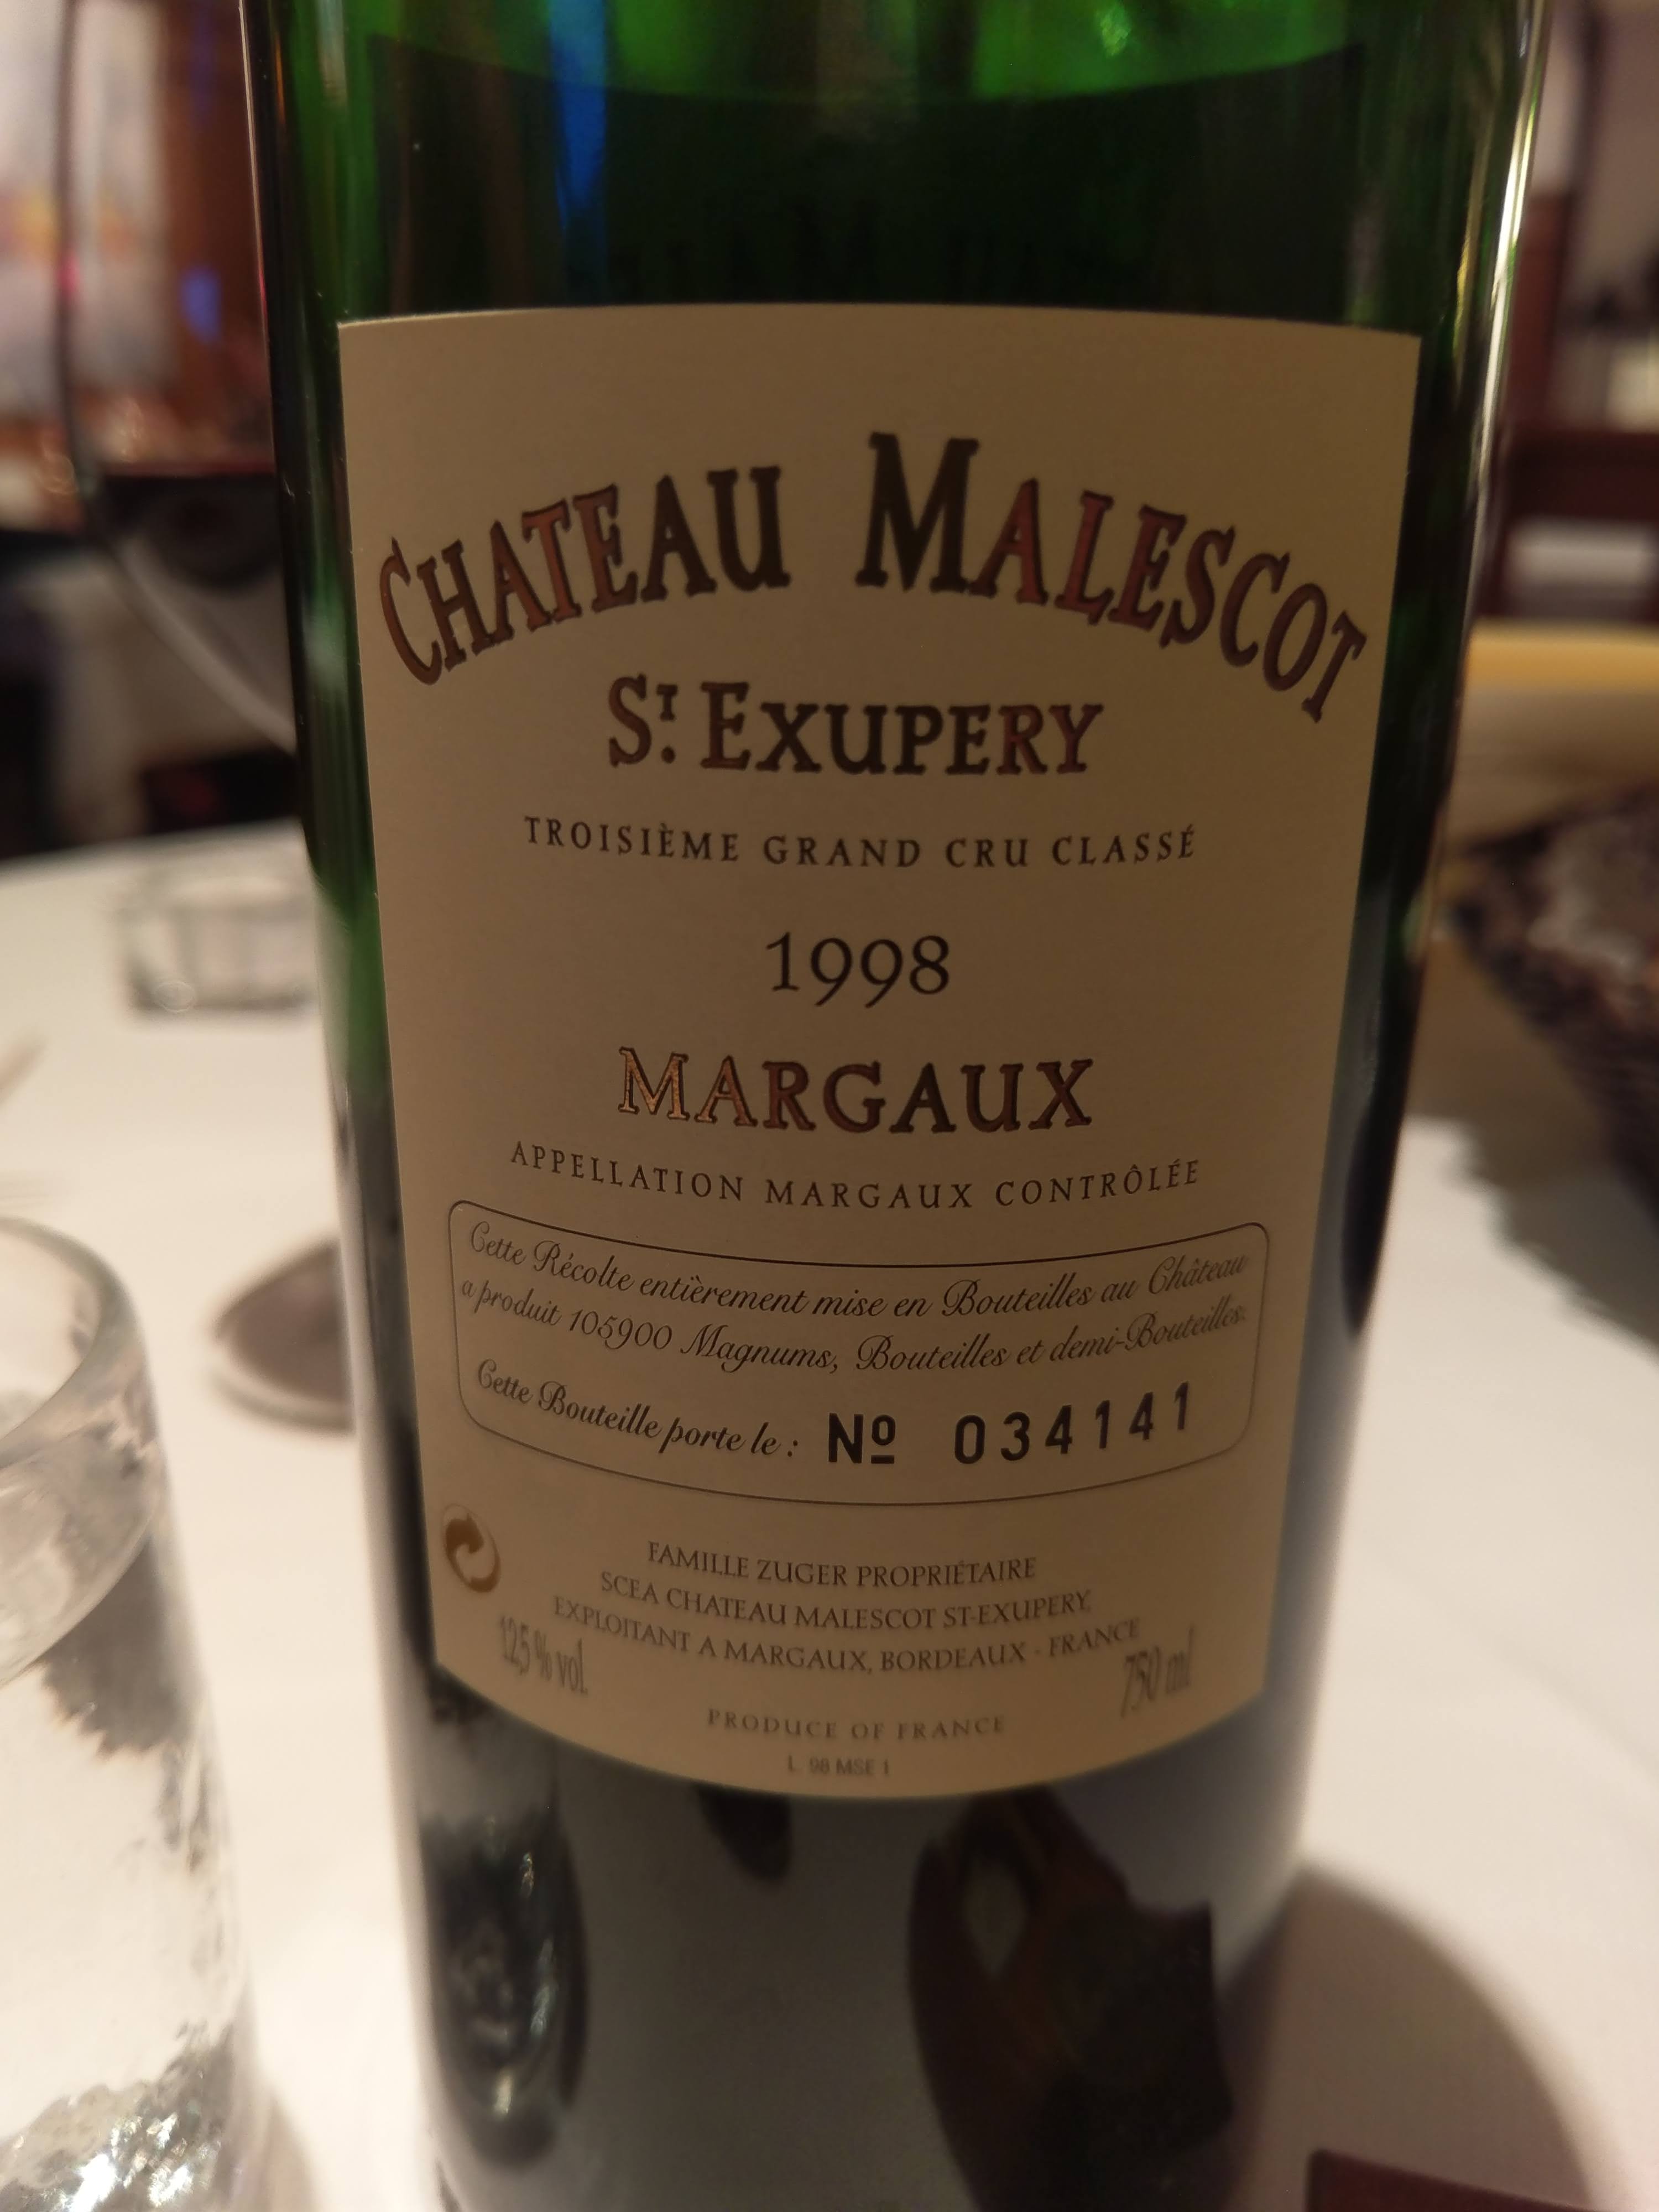 CHATEAU MALESCOT
ST. EXUPERY
TROISIÈME GRAND CRU CLASSÉ
1998
MARGAUX
APPELLATION MARGAUX CONTRÔLÉE
Cette Récolte entièrement mise en Bouteilles au Château
a produit 105900 Magnums, Bouteilles et demi-Bouteilles.
Cette Bouteille porte le : Nº 034141
FAMILLE ZUGER PROPRIÉTAIRE
SCEA CHATEAU MALESCOT ST-EXUPERY,
EXPLOITANT A MARGAUX, BORDEAUX - FRANCE
12,5 % vol. 750 ml
PRODUCE OF FRANCE
L. 98 MSE 1